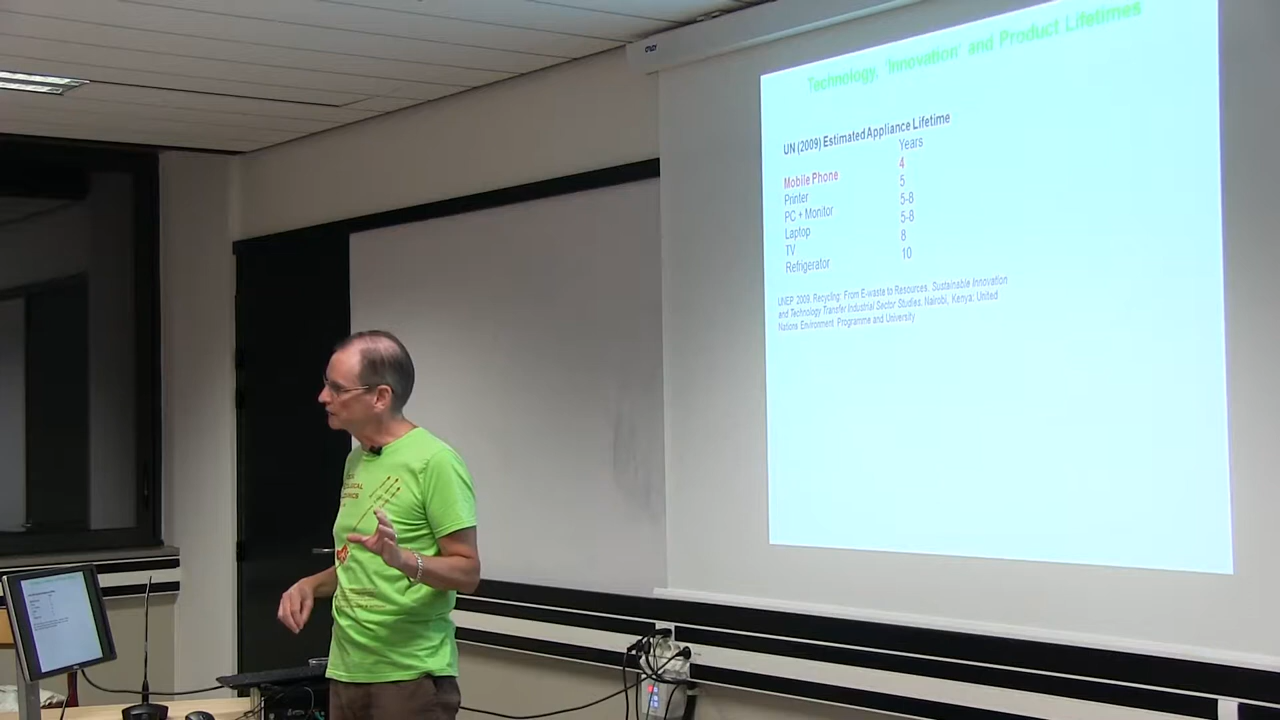 Technology, 'Innovation' and Product Lifetimes
UN (2009) Estimated Appliance Lifetime
Years
Mobile Phone 4
Printer 5
PC + Monitor 5-8
Laptop 5-8
TV 8
Refrigerator 10
UNEP 2009. Recycling: From E-waste to Resources. Sustainable Innovation
and Technology Transfer Industrial Sector Studies. Nairobi, Kenya: United
Nations Environment Programme and University